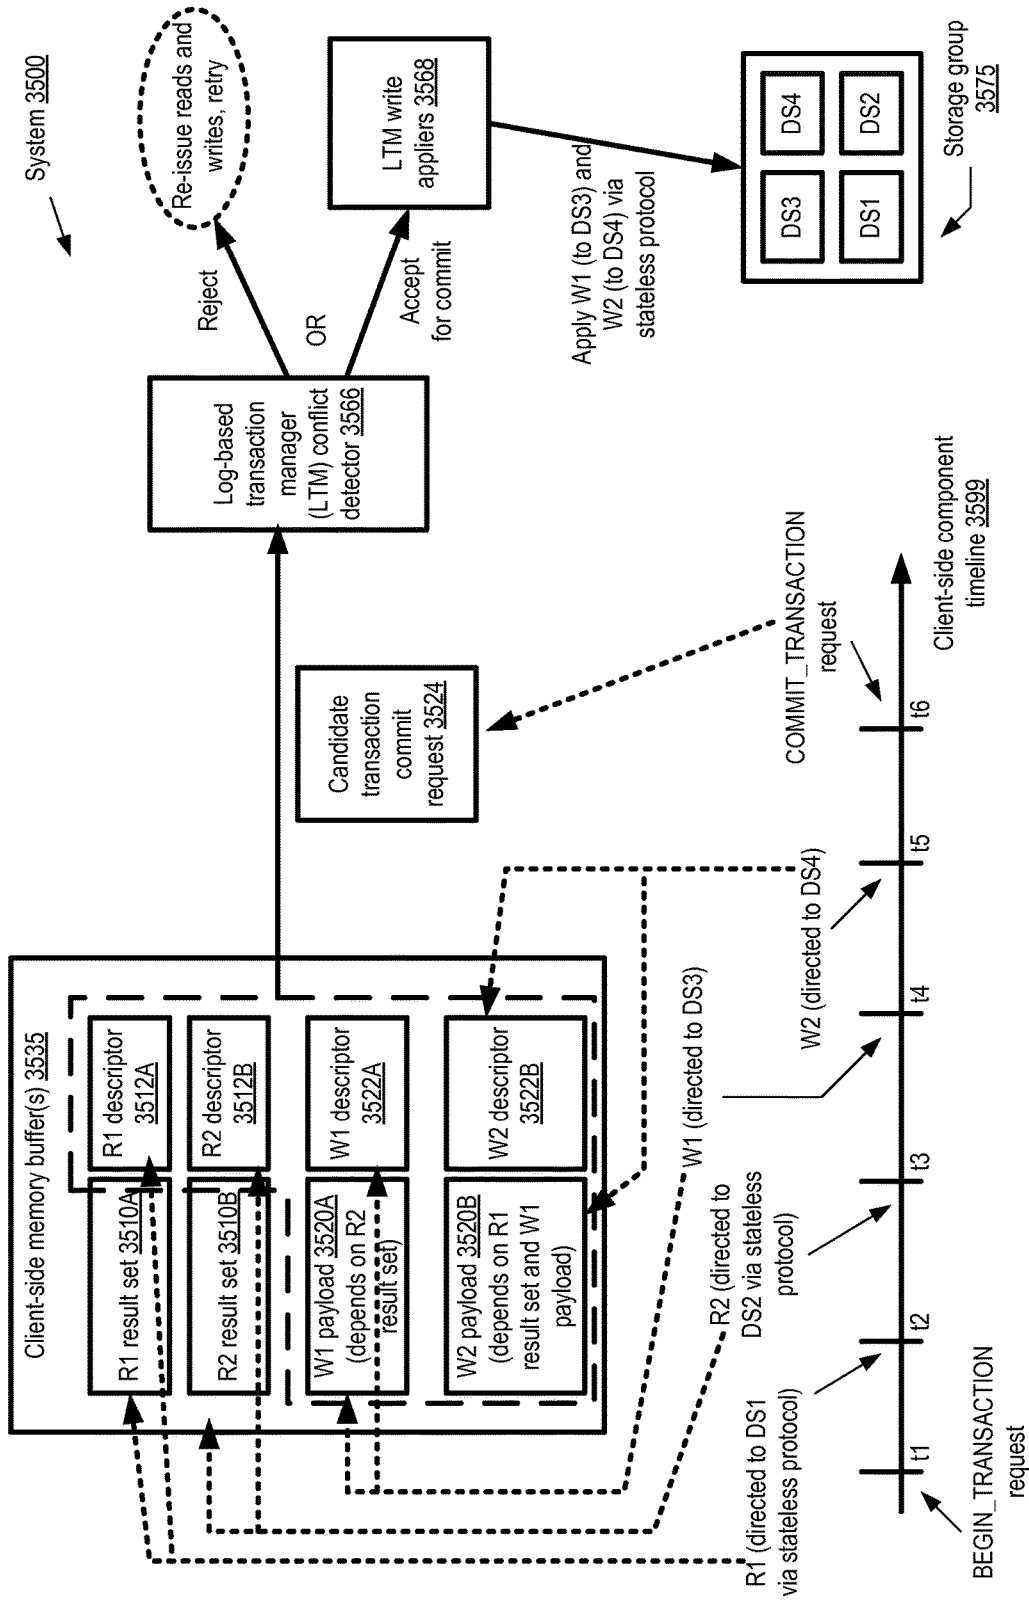 System 3500
Client-side memory buffer(s) 3535
R1 result set 3510A
R1 descriptor
3512A
R2 result set 3510B
R2 descriptor
3512B
W1 payload 3520A
(depends on R2
result set)
W1 descriptor
3522A
W2 payload 3520B
(depends on R1
result set and W1
payload)
W2 descriptor
3522B
Candidate
transaction
commit
request 3524
Log-based
transaction
manager
(LTM) conflict
detector 3566
Reject
OR
Accept
for commit
Re-issue reads and
writes, retry
LTM write
appliers 3568
Apply W1 (to DS3) and
W2 (to DS4) via
stateless protocol
DS3
DS4
DS1
DS2
Storage group
3575
R1 (directed to DS1
via stateless protocol)
R2 (directed to
DS2 via stateless
protocol)
W1 (directed to DS3)
W2 (directed to DS4)
COMMIT_TRANSACTION
request
t1
t2
t3
t4
t5
t6
BEGIN_TRANSACTION
request
Client-side component
timeline 3599